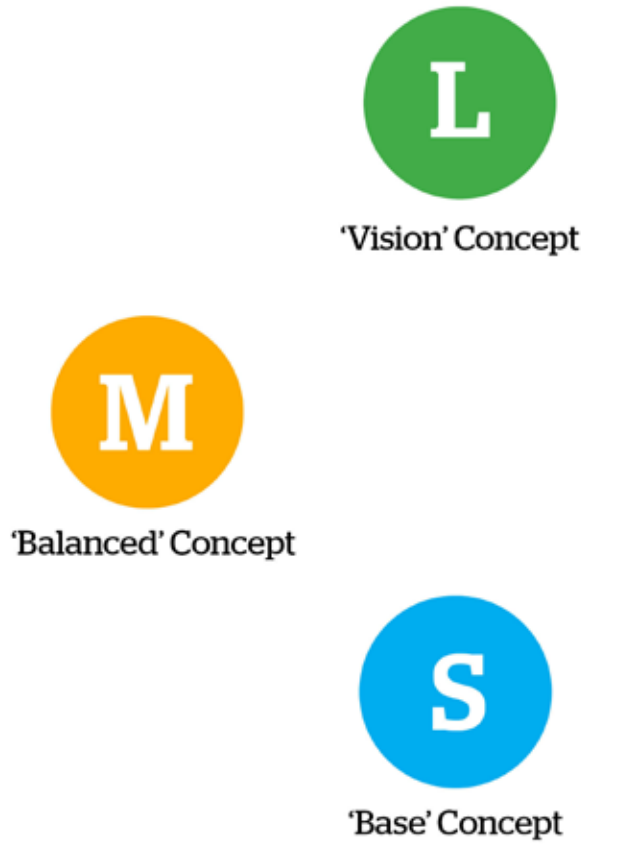 L
‘Vision’ Concept
M
‘Balanced’ Concept
S
‘Base’ Concept